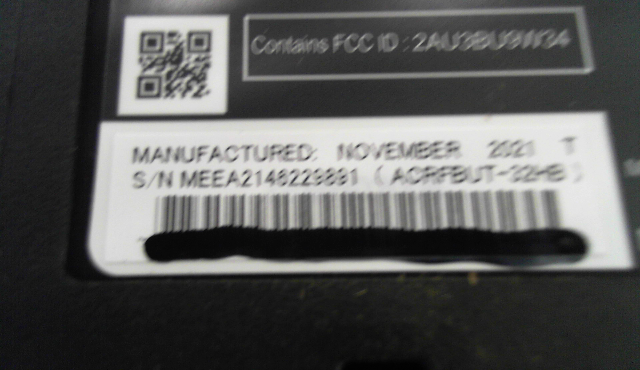 Contains FCC ID : 2AU3BU9W34
MANUFACTURED: NOVEMBER 2021 T
S/N MEEA2146229891 ( ACRFBUT-32HB )